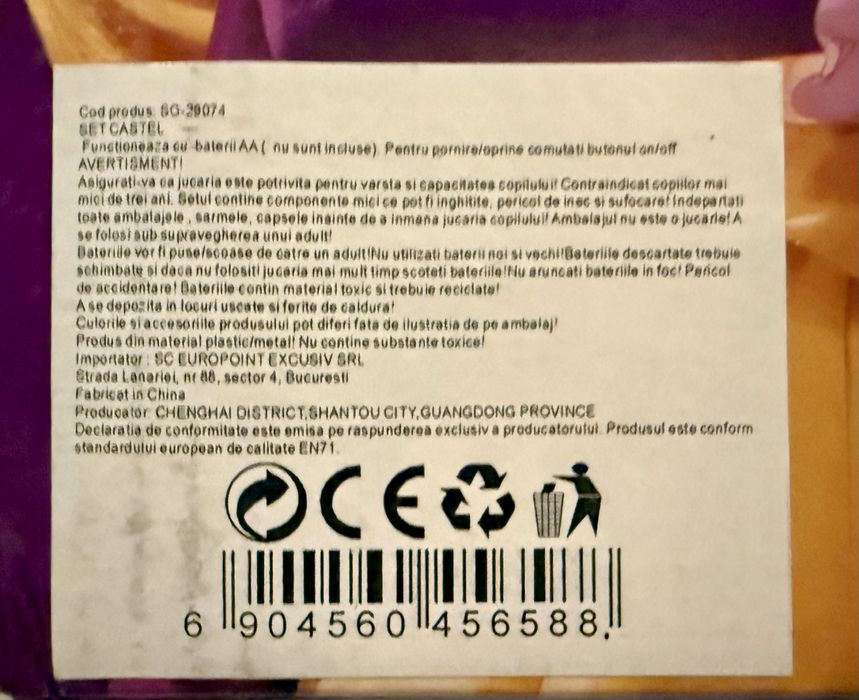 Cod produs: SG-29074
SET CASTEL
Functioneaza cu baterii AA ( nu sunt incluse). Pentru pornire/oprine comutati butonul on/off
AVERTISMENT!
Asigurati-va ca jucaria este potrivita pentru varsta si capacitatea copilului! Contraindicat copiilor mai
mici de trei ani. Setul contine componente mici ce pot fi inghitite, pericol de inec si sufocare! Indepartati
toate ambalajele , sarmele, capsele inainte de a inmana jucaria copilului! Ambalajul nu este o jucarie! A
se folosi sub supravegherea unui adult!
Bateriile vor fi puse/scoase de catre un adult!Nu utilizati baterii noi si vechi!Bateriile descartate trebuie
schimbate si daca nu folositi jucaria mai mult timp scoteti bateriile!Nu aruncati bateriile in foc! Pericol
de accidentare! Bateriile contin material toxic si trebuie reciclate!
A se depozita in locuri uscate si ferite de caldura!
Culorile si accesoriile produsului pot diferi fata de ilustratia de pe ambalaj!
Produs din material plastic/metal! Nu contine substante toxice!
Importator : SC EUROPOINT EXCUSIV SRL
Strada Lanariei, nr 88, sector 4, Bucuresti
Fabricat in China
Producator: CHENGHAI DISTRICT,SHANTOU CITY,GUANGDONG PROVINCE
Declaratia de conformitate este emisa pe raspunderea exclusiv a producatorului. Produsul este conform
standardului european de calitate EN71.
CE
6 904560 456588.